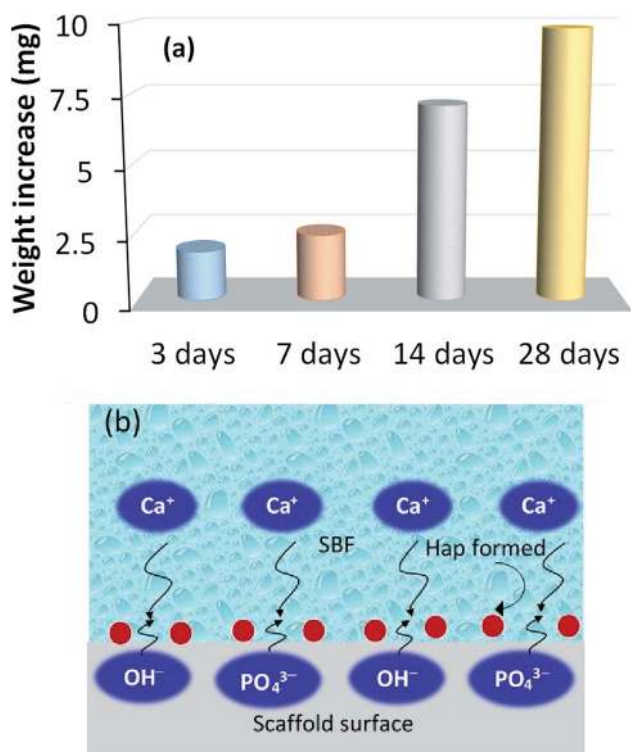 (a)
Weight increase (mg)
10
7.5
5
2.5
0
3 days 7 days 14 days 28 days
(b)
Ca⁺ Ca⁺ Ca⁺ Ca⁺
SBF Hap formed
OH⁻ PO₄³⁻ OH⁻ PO₄³⁻
Scaffold surface